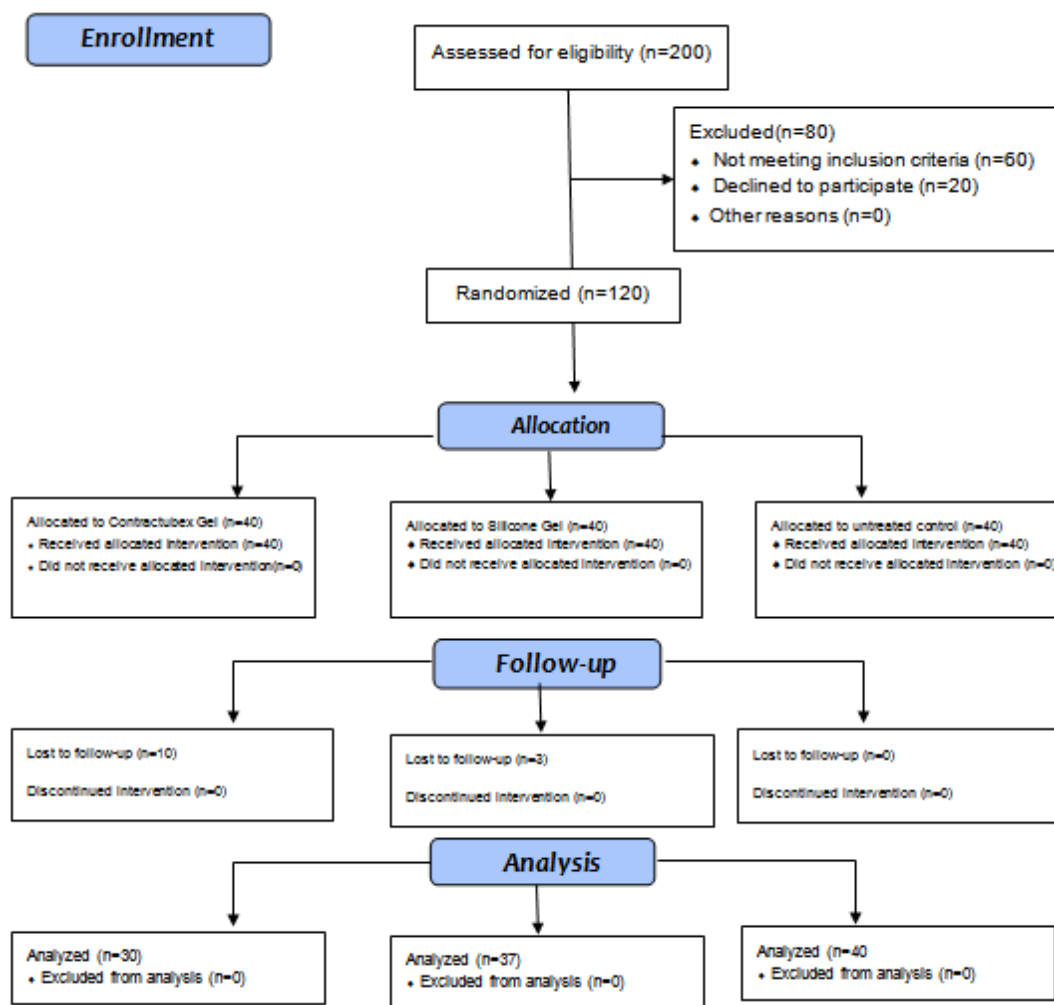 Enrollment
Assessed for eligibility (n=200)
Excluded(n=80)
♦ Not meeting inclusion criteria (n=60)
♦ Declined to participate (n=20)
♦ Other reasons (n=0)
Randomized (n=120)
Allocation
Allocated to Contractubex Gel (n=40)
♦ Received allocated intervention (n=40)
♦ Did not receive allocated intervention(n=0)
Allocated to Silicone Gel (n=40)
♦ Received allocated intervention (n=40)
♦ Did not receive allocated intervention (n=0)
Allocated to untreated control (n=40)
♦ Received allocated intervention (n=40)
♦ Did not receive allocated intervention (n=0)
Follow-up
Lost to follow-up (n=10)
Discontinued intervention (n=0)
Lost to follow-up (n=3)
Discontinued intervention (n=0)
Lost to follow-up (n=0)
Discontinued intervention (n=0)
Analysis
Analyzed (n=30)
♦ Excluded from analysis (n=0)
Analyzed (n=37)
♦ Excluded from analysis (n=0)
Analyzed (n=40
♦ Excluded from analysis (n=0)